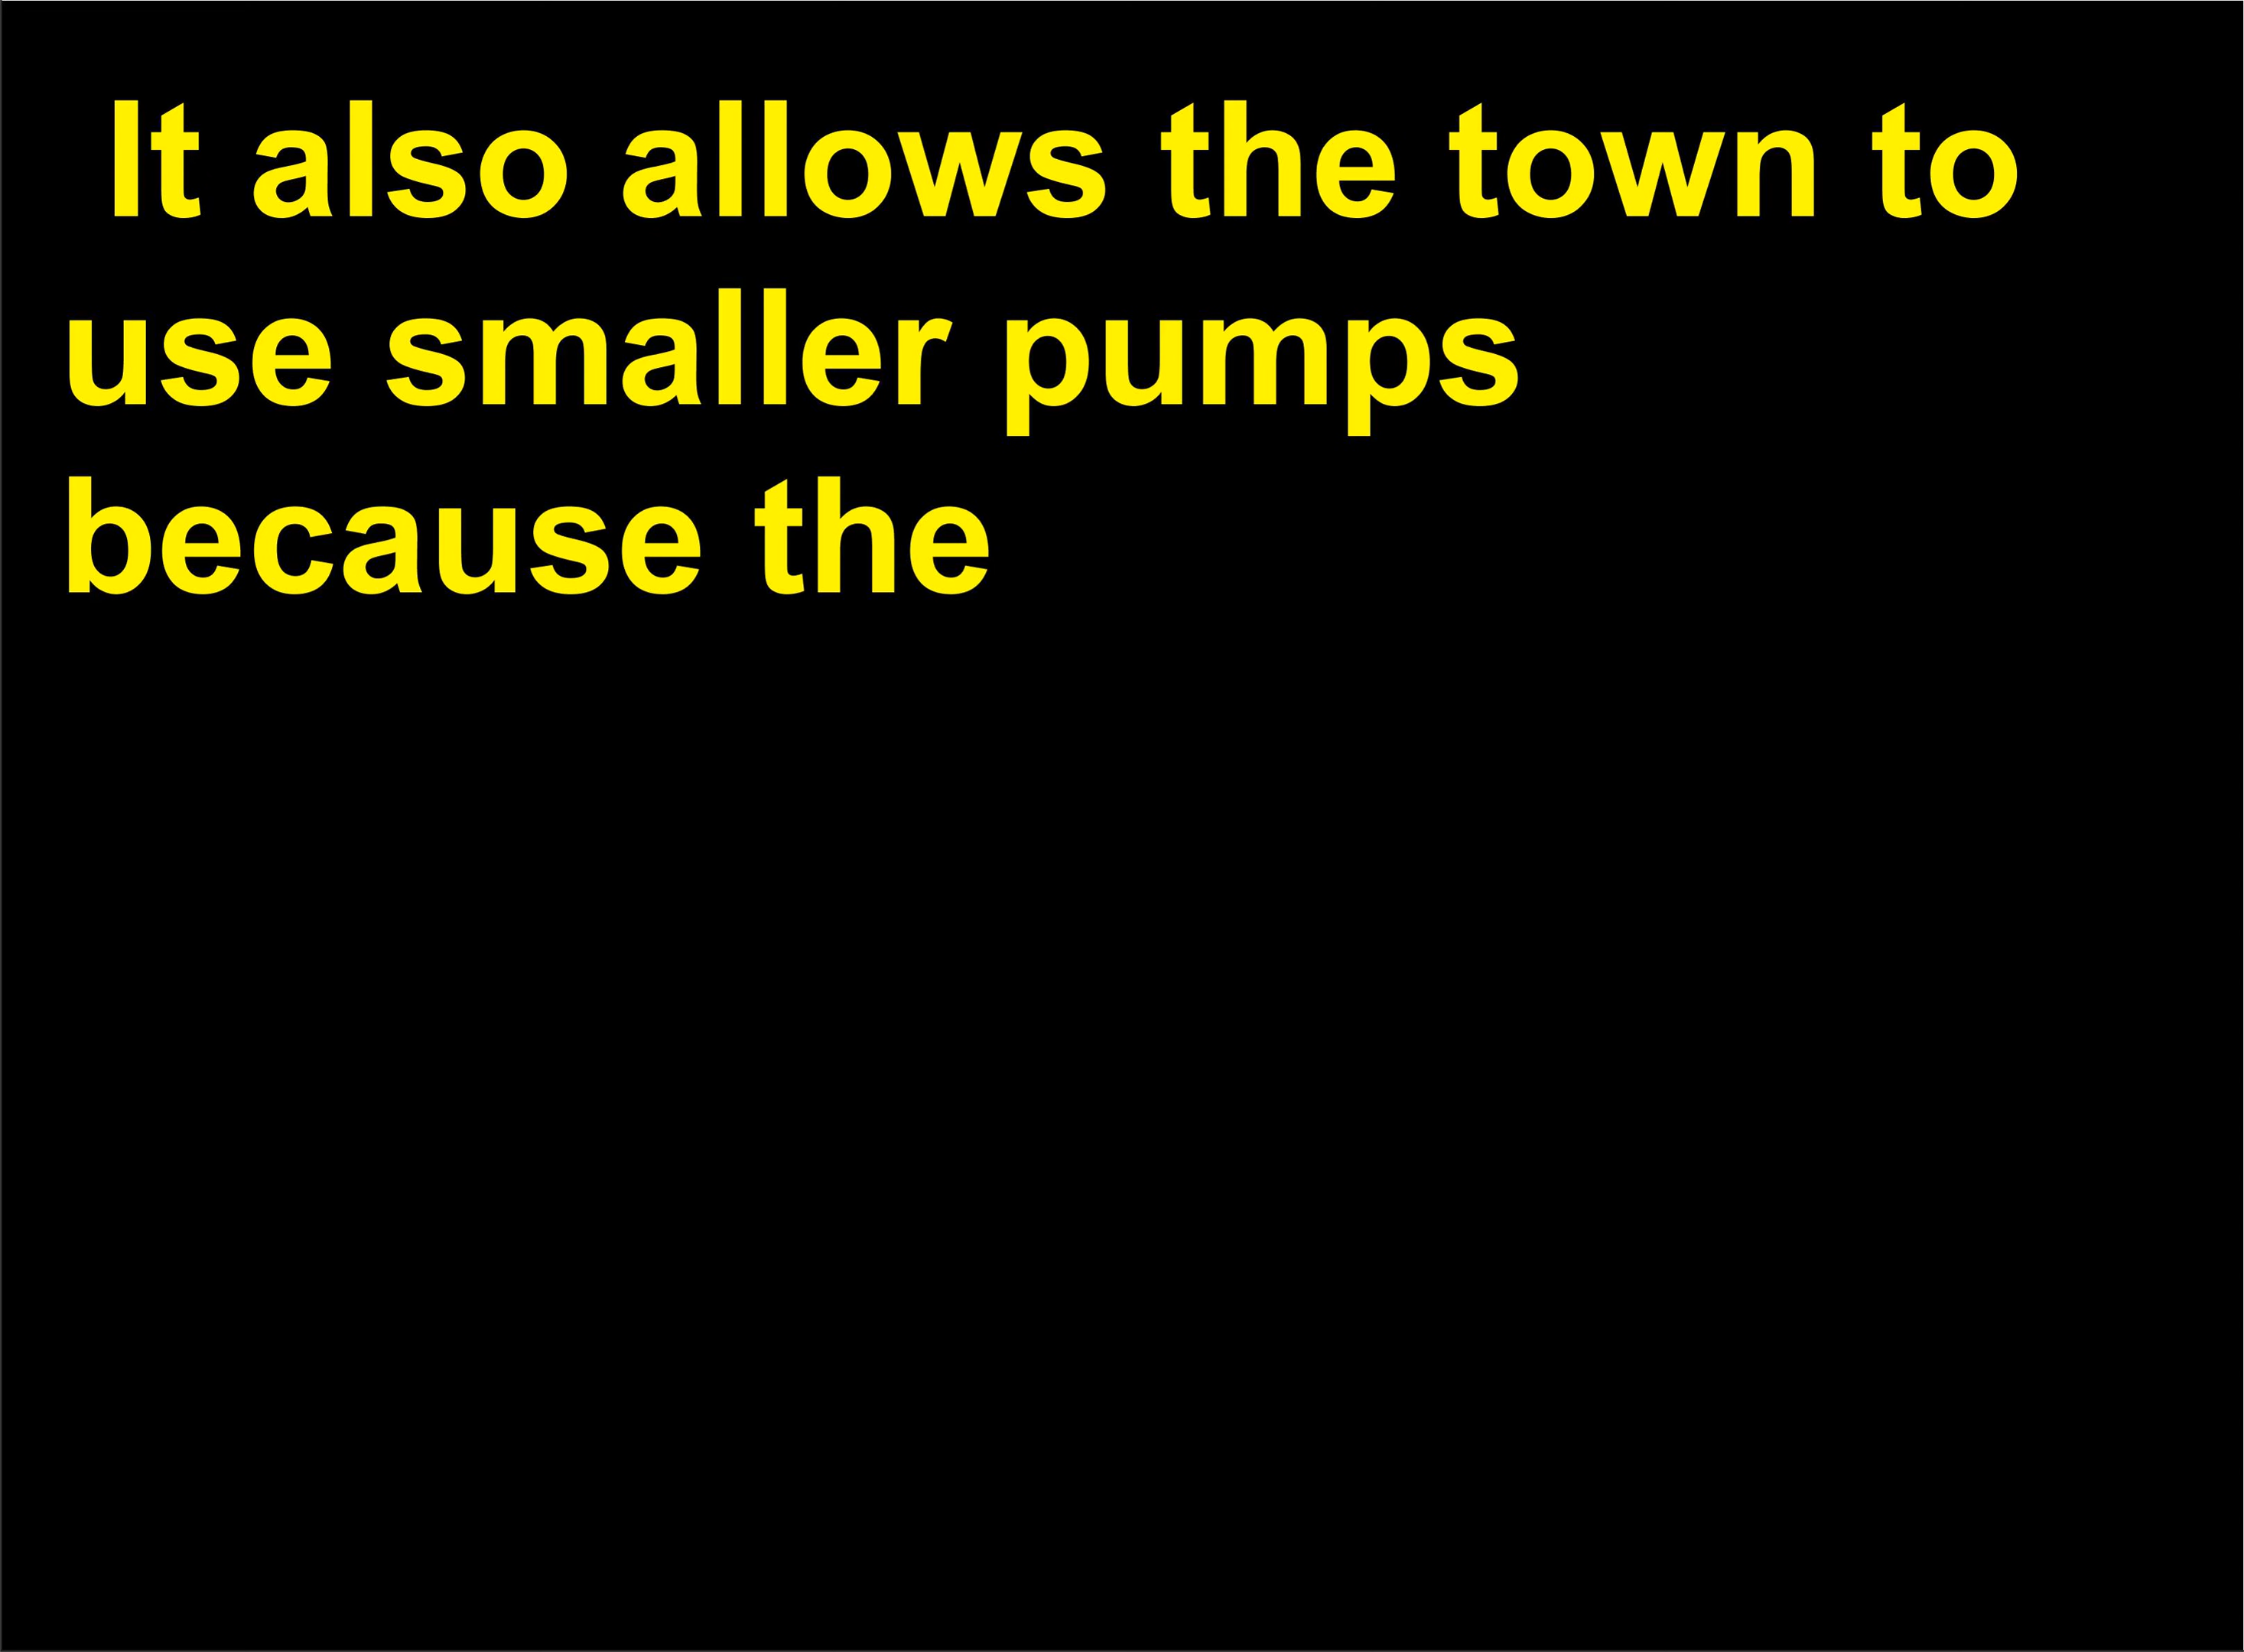 It also allows the town to
use smaller pumps
because the